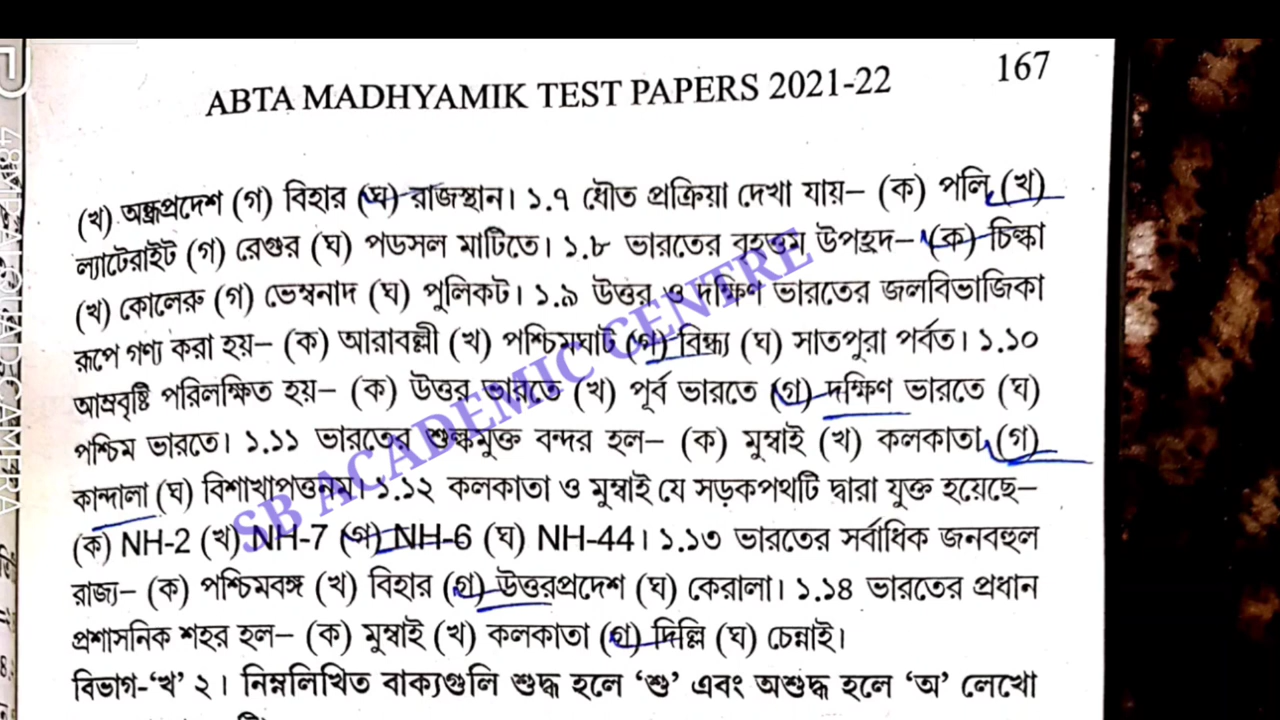 ABTA MADHYAMIK TEST PAPERS 2021-22 167
(খ) অন্ধ্রপ্রদেশ (গ) বিহার (ঘ) রাজস্থান। ১.৭ ধৌত প্রক্রিয়া দেখা যায়– (ক) পলি (খ)
ল্যাটেরাইট (গ) রেগুর (ঘ) পডসল মাটিতে। ১.৮ ভারতের বৃহত্তম উপহ্রদ– (ক) চিল্কা
(খ) কোলেরু (গ) ভেম্বনাদ (ঘ) পুলিকট। ১.৯ উত্তর ও দক্ষিণ ভারতের জলবিভাজিকা
রূপে গণ্য করা হয়– (ক) আরাবল্লী (খ) পশ্চিমঘাট (গ) বিন্ধ্য (ঘ) সাতপুরা পর্বত। ১.১০
আম্রবৃষ্টি পরিলক্ষিত হয়– (ক) উত্তর ভারতে (খ) পূর্ব ভারতে (গ) দক্ষিণ ভারতে (ঘ)
পশ্চিম ভারতে। ১.১১ ভারতের শুল্কমুক্ত বন্দর হল– (ক) মুম্বাই (খ) কলকাতা (গ)
কান্দালা (ঘ) বিশাখাপত্তনম। ১.১২ কলকাতা ও মুম্বাই যে সড়কপথটি দ্বারা যুক্ত হয়েছে–
(ক) NH-2 (খ) NH-7 (গ) NH-6 (ঘ) NH-44। ১.১৩ ভারতের সর্বাধিক জনবহুল
রাজ্য– (ক) পশ্চিমবঙ্গ (খ) বিহার (গ) উত্তরপ্রদেশ (ঘ) কেরালা। ১.১৪ ভারতের প্রধান
প্রশাসনিক শহর হল– (ক) মুম্বাই (খ) কলকাতা (গ) দিল্লি (ঘ) চেন্নাই।
বিভাগ-‘খ’ ২। নিম্নলিখিত বাক্যগুলি শুদ্ধ হলে ‘শু’ এবং অশুদ্ধ হলে ‘অ’ লেখো
SB ACADEMIC CENTRE
48MP AI QUAD CAMERA